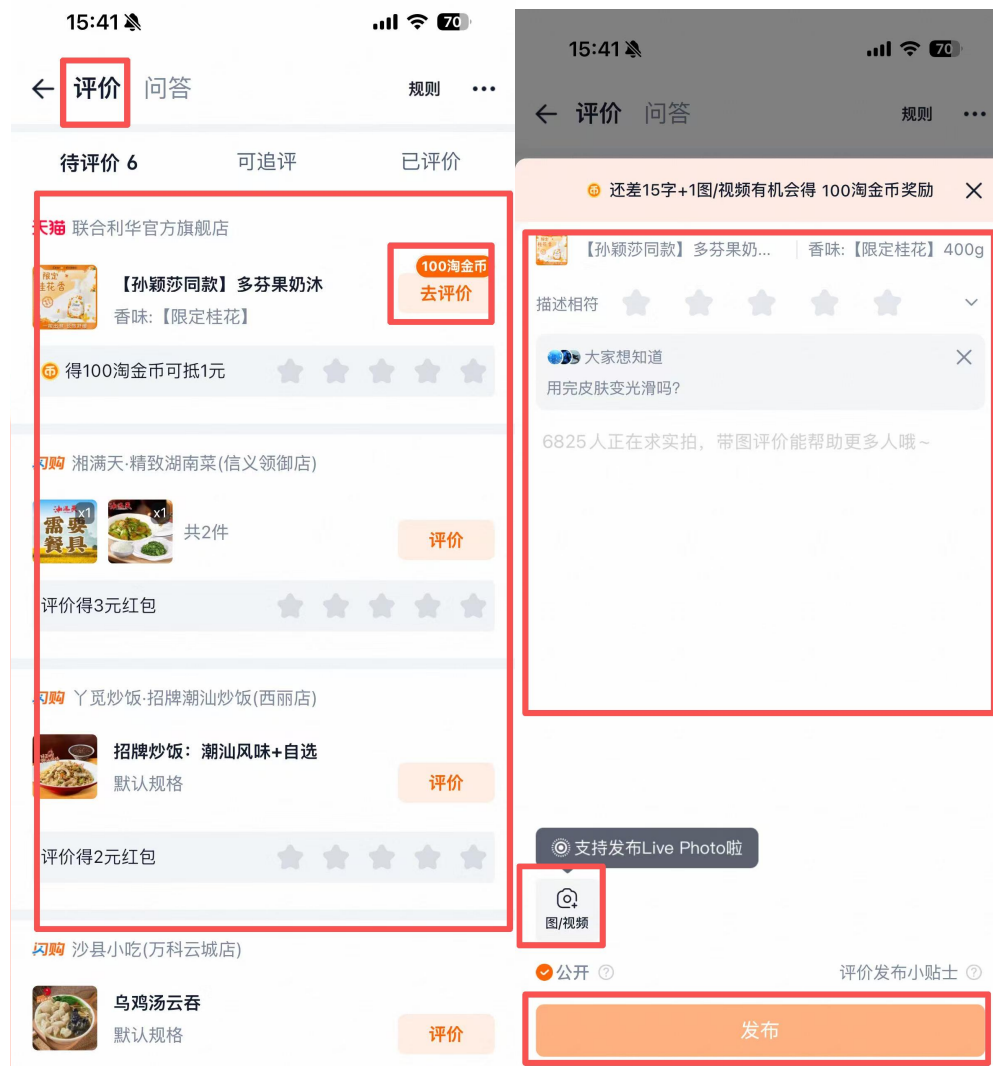 15:41
70
评价 问答 规则
待评价 6 可追评 已评价
天猫 联合利华官方旗舰店
限定
桂花香
【孙颖莎同款】多芬果奶沐
100淘金币
去评价
香味:【限定桂花】
得100淘金币可抵1元
闪购 湘满天·精致湖南菜(信义领御店)
需要
餐具
x1
x1
共2件
评价
评价得3元红包
闪购 丫觅炒饭·招牌潮汕炒饭(西丽店)
招牌炒饭：潮汕风味+自选
默认规格
评价
评价得2元红包
闪购 沙县小吃(万科云城店)
乌鸡汤云吞
默认规格
评价
15:41
70
评价 问答 规则
还差15字+1图/视频有机会得 100淘金币奖励
【孙颖莎同款】多芬果奶... 香味:【限定桂花】400g
描述相符
大家想知道
用完皮肤变光滑吗?
6825人正在求实拍，带图评价能帮助更多人哦~
支持发布Live Photo啦
图/视频
公开 评价发布小贴士
发布